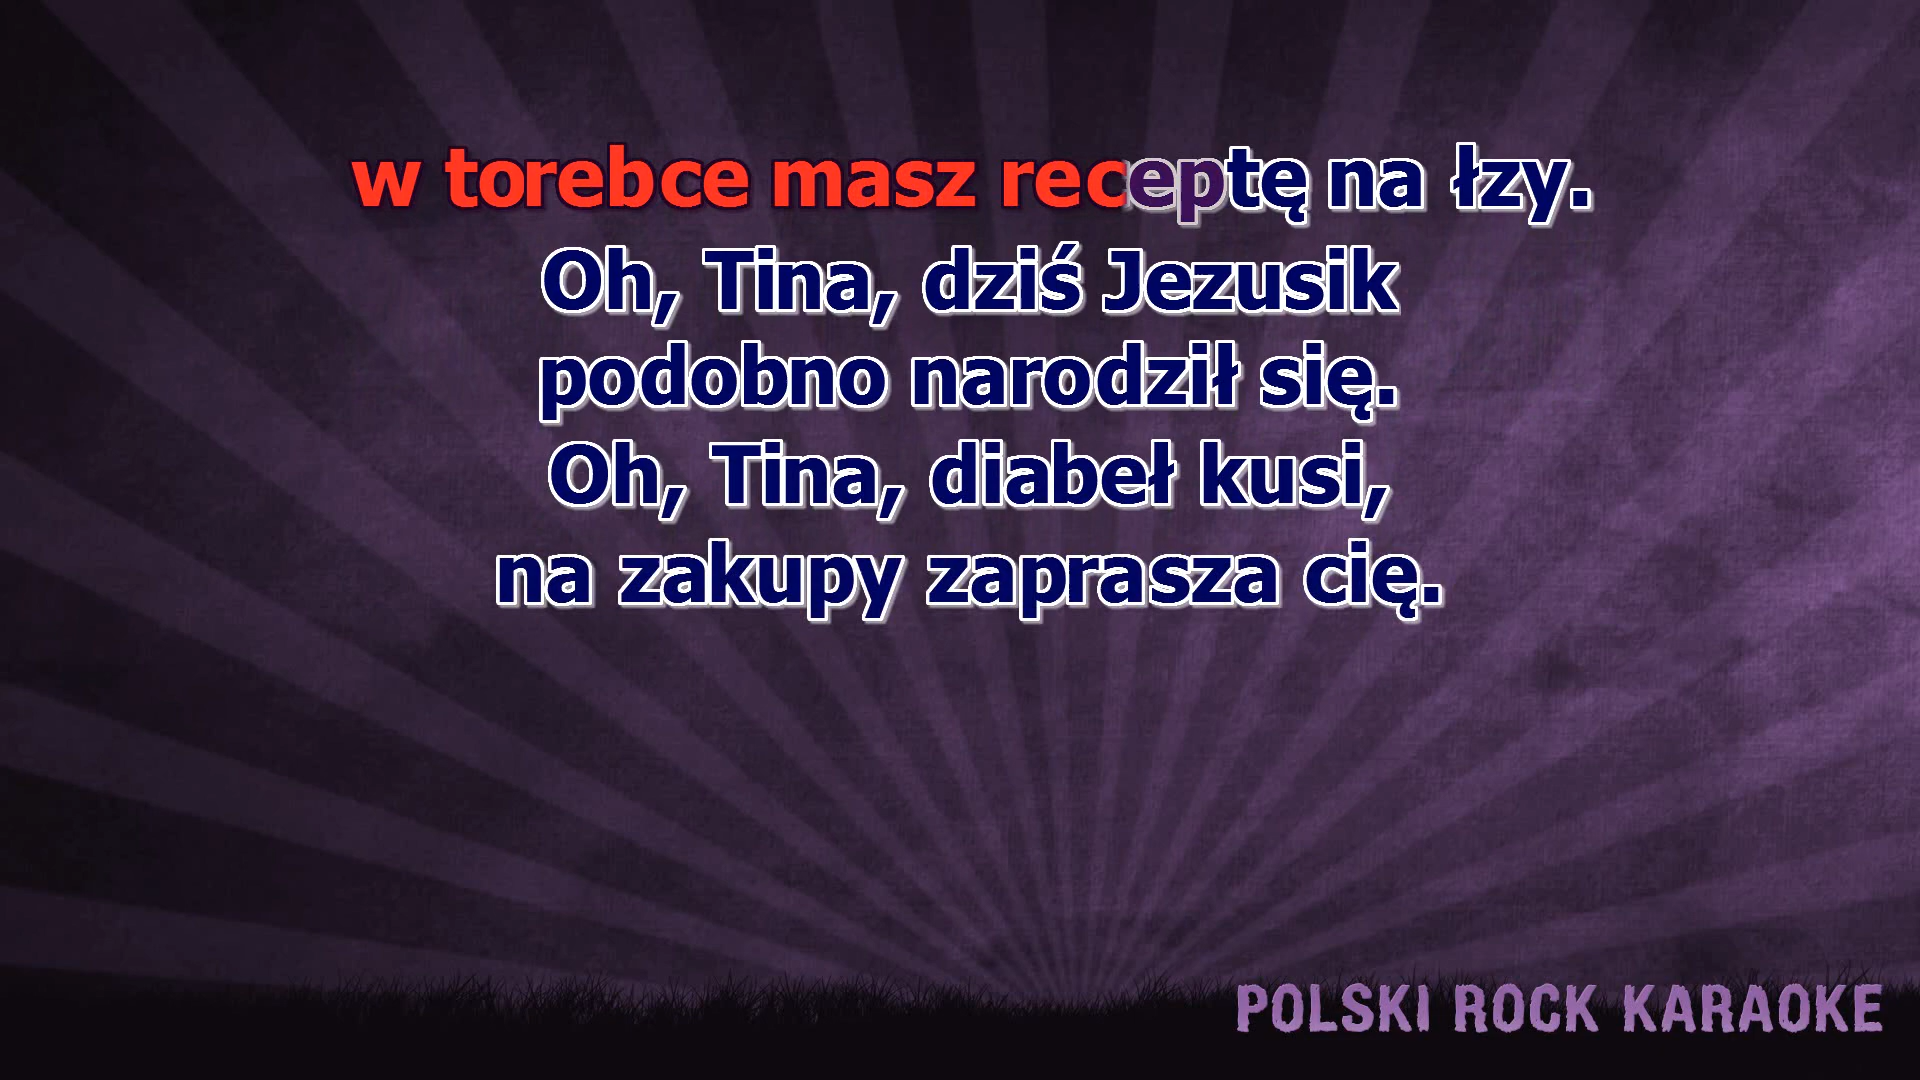 w torebce masz receptę na łzy.
Oh, Tina, dziś Jezusik
podobno narodził się.
Oh, Tina, diabeł kusi,
na zakupy zaprasza cię.
POLSKI ROCK KARAOKE